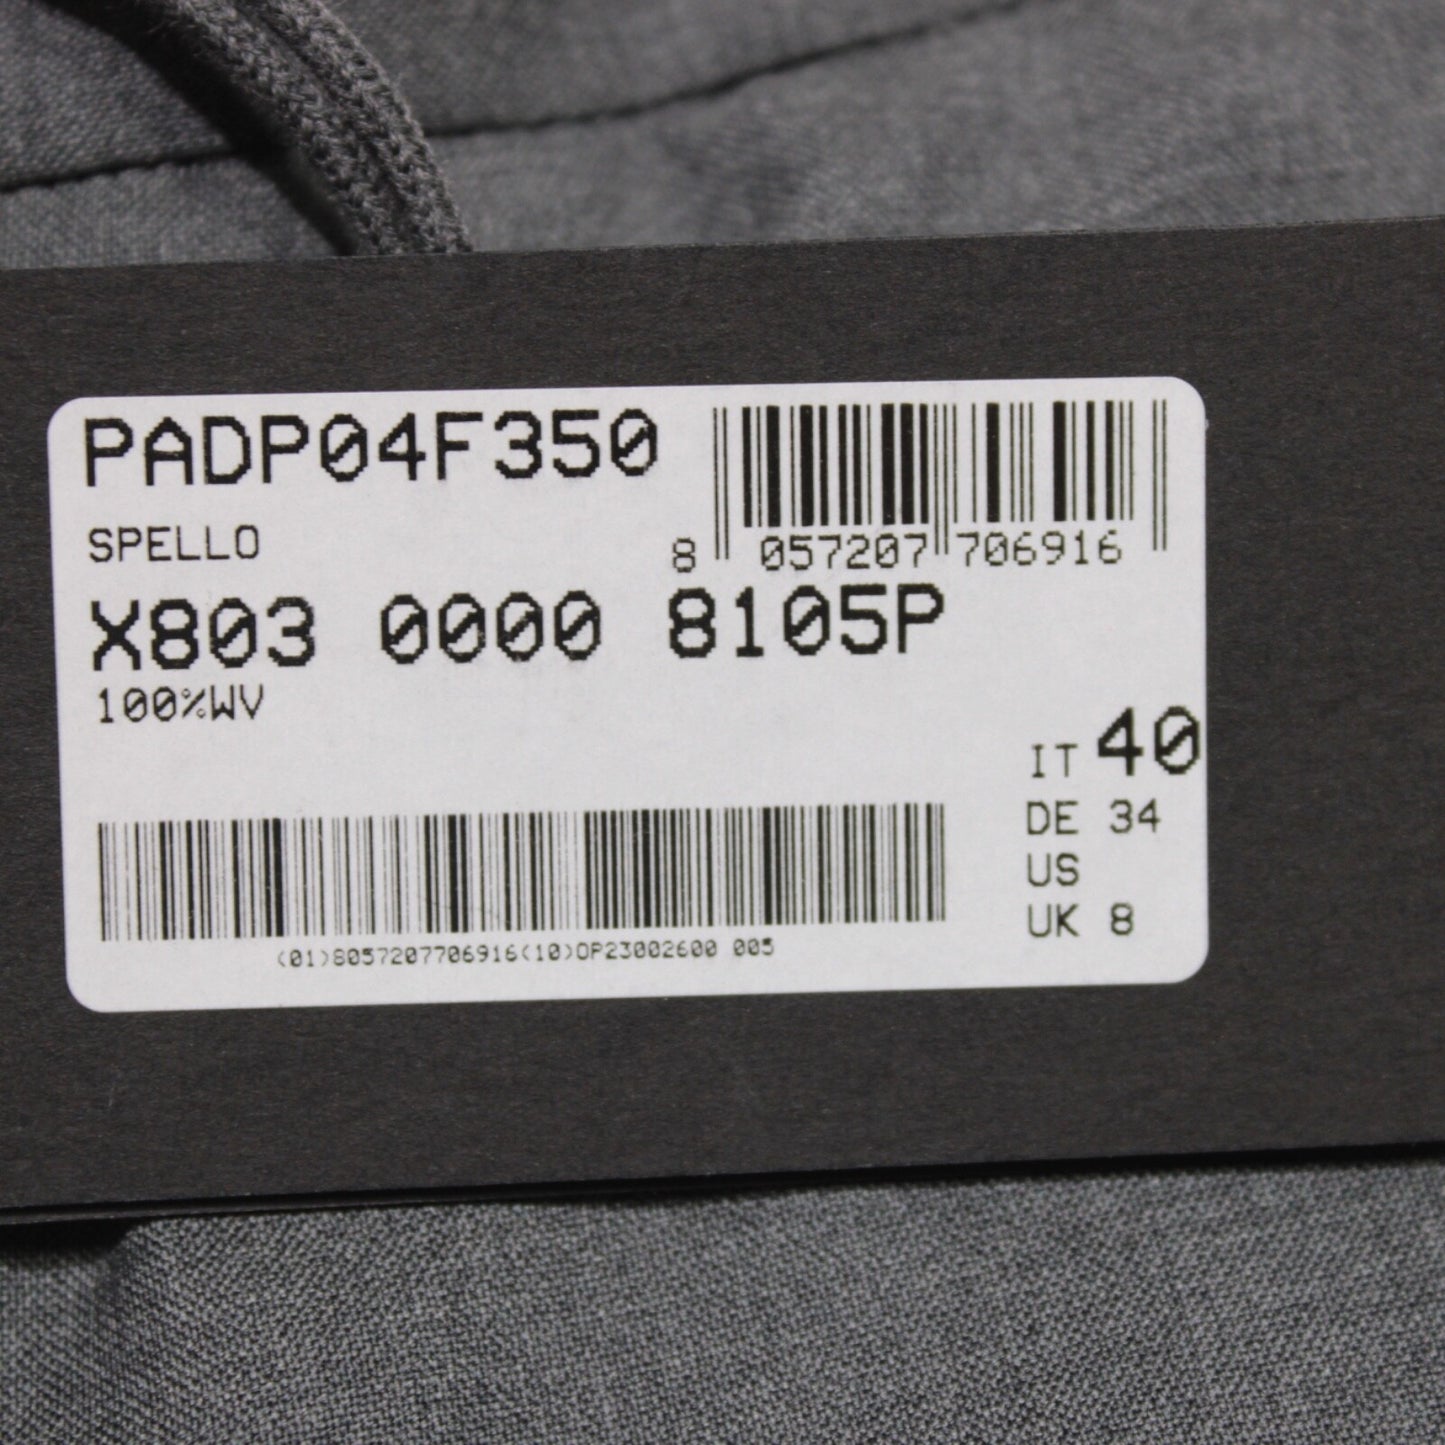 PADP04F350
SPELLO
8 057207 706916
X803 0000 8105P
100%WV
IT 40
DE 34
US
UK 8
(01)8057207706916(10)OP23002600 005